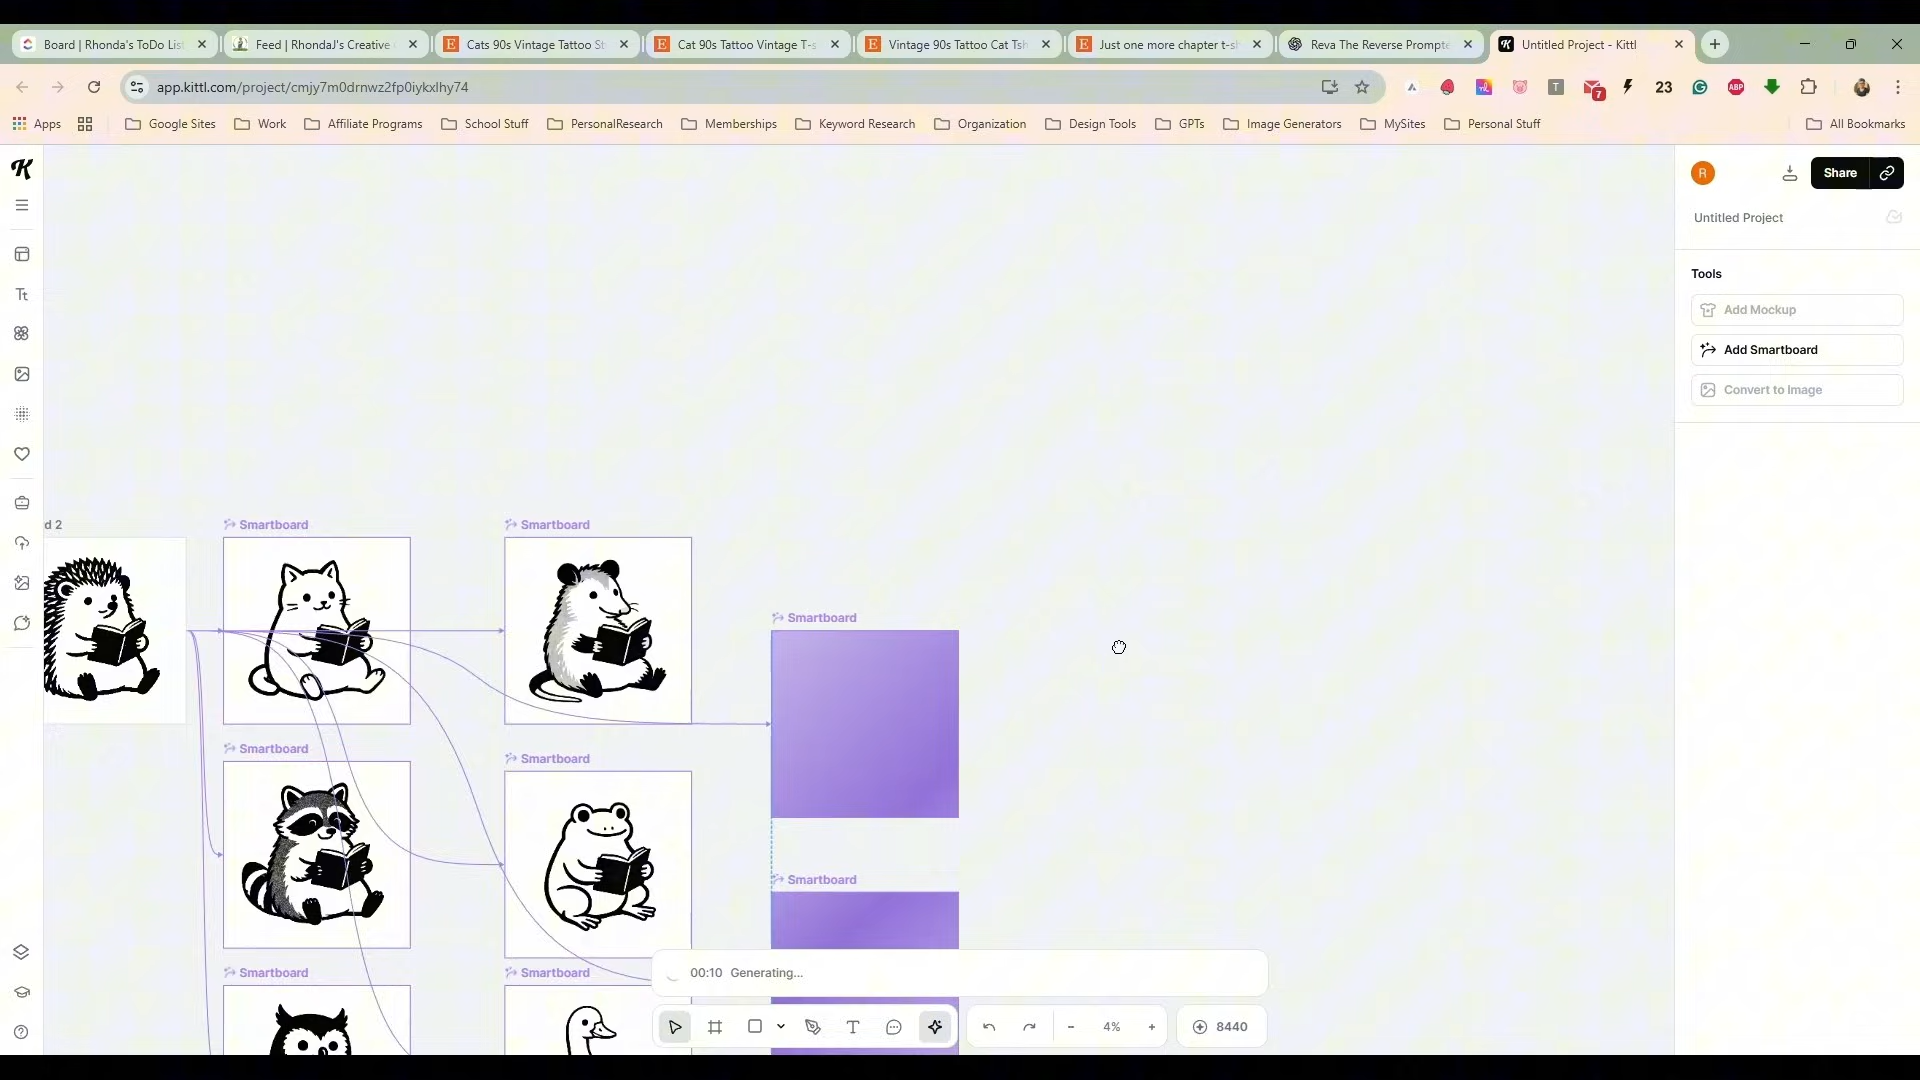 Board | Rhonda's ToDo List
Feed | RhondaJ's Creative
Cats 90s Vintage Tattoo St
Cat 90s Tattoo Vintage T-s
Vintage 90s Tattoo Cat Tsh
Just one more chapter t-sh
Reva The Reverse Prompte
Untitled Project - Kittl
app.kittl.com/project/cmjy7m0drnwz2fp0iykxlhy74
T
7
23
ABP
Apps
Google Sites
Work
Affiliate Programs
School Stuff
PersonalResearch
Memberships
Keyword Research
Organization
Design Tools
GPTs
Image Generators
MySites
Personal Stuff
All Bookmarks
R
Share
Untitled Project
Tools
Add Mockup
Add Smartboard
Convert to Image
Tt
d 2
Smartboard
Smartboard
Smartboard
Smartboard
Smartboard
Smartboard
Smartboard
Smartboard
00:10 Generating...
4%
8440